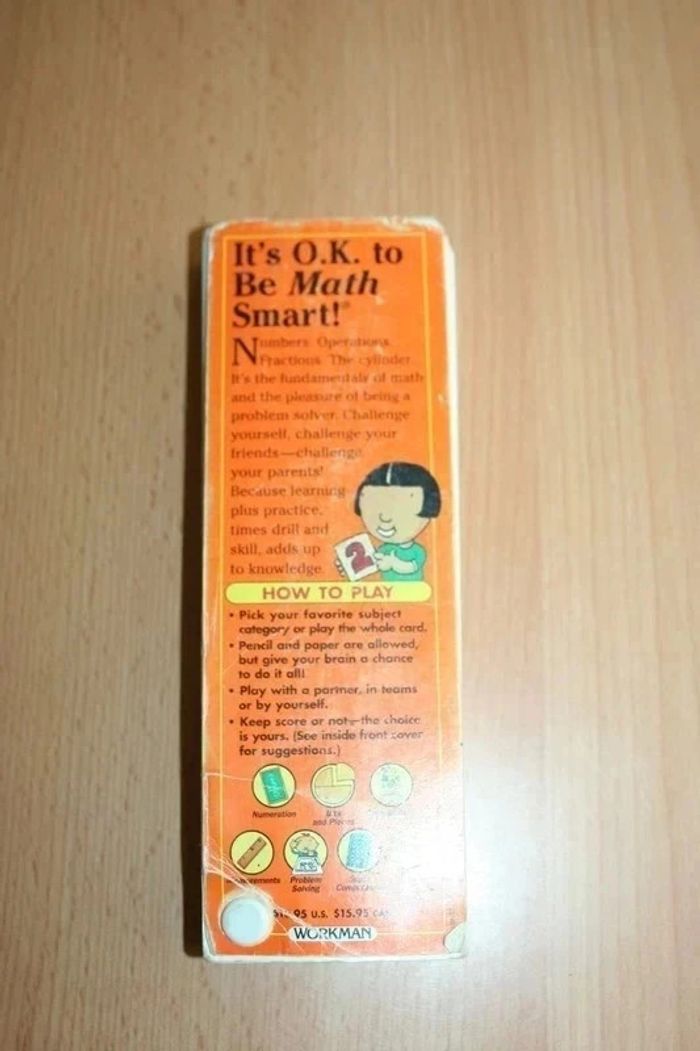 It's O.K. to
Be Math
Smart!®
Numbers. Operations.
Fractions. The cylinder.
It's the fundamentals of math
and the pleasure of being a
problem solver. Challenge
yourself, challenge your
friends—challenge
your parents!
Because learning
plus practice,
times drill and
skill, adds up
to knowledge.
2
HOW TO PLAY
• Pick your favorite subject
category or play the whole card.
• Pencil and paper are allowed,
but give your brain a chance
to do it all!
• Play with a partner, in teams
or by yourself.
• Keep score or not—the choice
is yours. (See inside front cover
for suggestions.)
Numeration
and Pieces
Problem
Solving
95 U.S. $15.95
WORKMAN